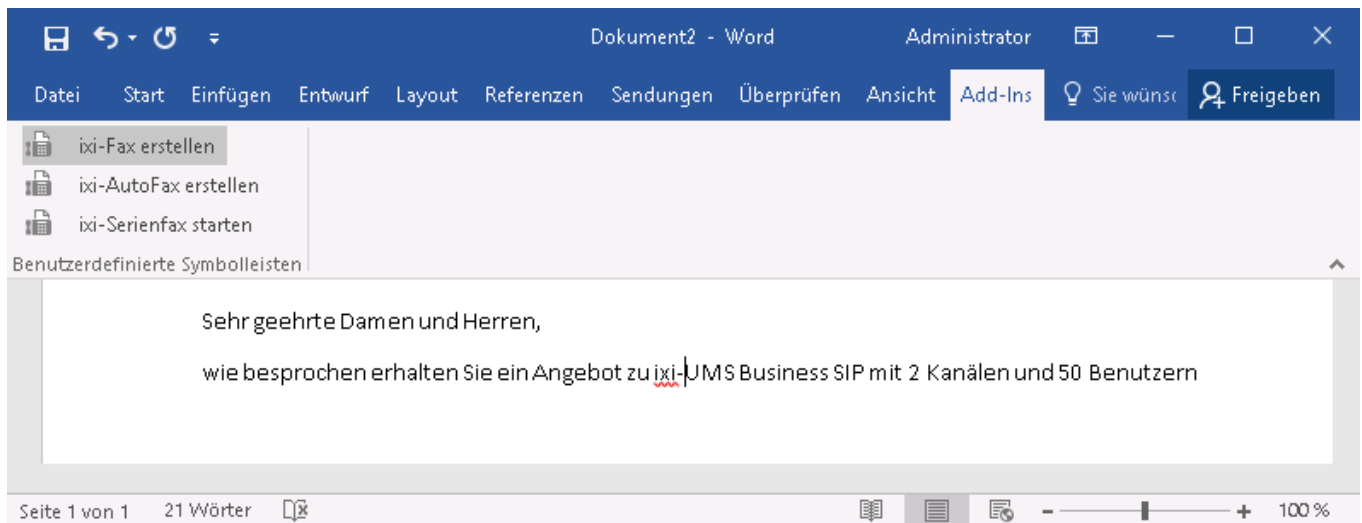 Dokument2 - Word Administrator
Datei Start Einfügen Entwurf Layout Referenzen Sendungen Überprüfen Ansicht Add-Ins Sie wünsc Freigeben
ixi-Fax erstellen
ixi-AutoFax erstellen
ixi-Serienfax starten
Benutzerdefinierte Symbolleisten
Sehr geehrte Damen und Herren,
wie besprochen erhalten Sie ein Angebot zu ixi-UMS Business SIP mit 2 Kanälen und 50 Benutzern
Seite 1 von 1 21 Wörter 100 %